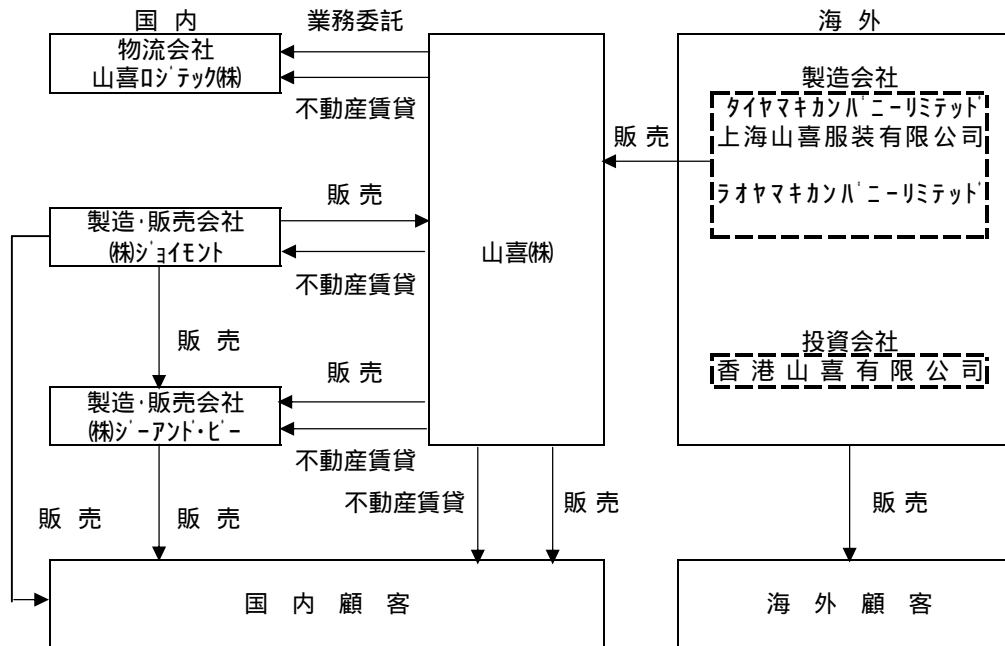 国 内
業務委託
海 外
物流会社
山喜ﾛｼﾞﾃｯｸ㈱
不動産賃貸
製造会社
ﾀｲﾔﾏｷｶﾝﾊﾟﾆｰﾘﾐﾃｯﾄﾞ
上海山喜服装有限公司
ﾗｵﾔﾏｷｶﾝﾊﾟﾆｰﾘﾐﾃｯﾄﾞ
販 売
販 売
製造･販売会社
㈱ｼﾞｮｲﾓﾝﾄ
不動産賃貸
山喜㈱
販 売
販 売
投資会社
香港山喜有限公司
製造･販売会社
㈱ｼﾞｰｱﾝﾄﾞ･ﾋﾞｰ
不動産賃貸
販 売
販 売
不動産賃貸
販 売
販 売
国 内 顧 客
海 外 顧 客